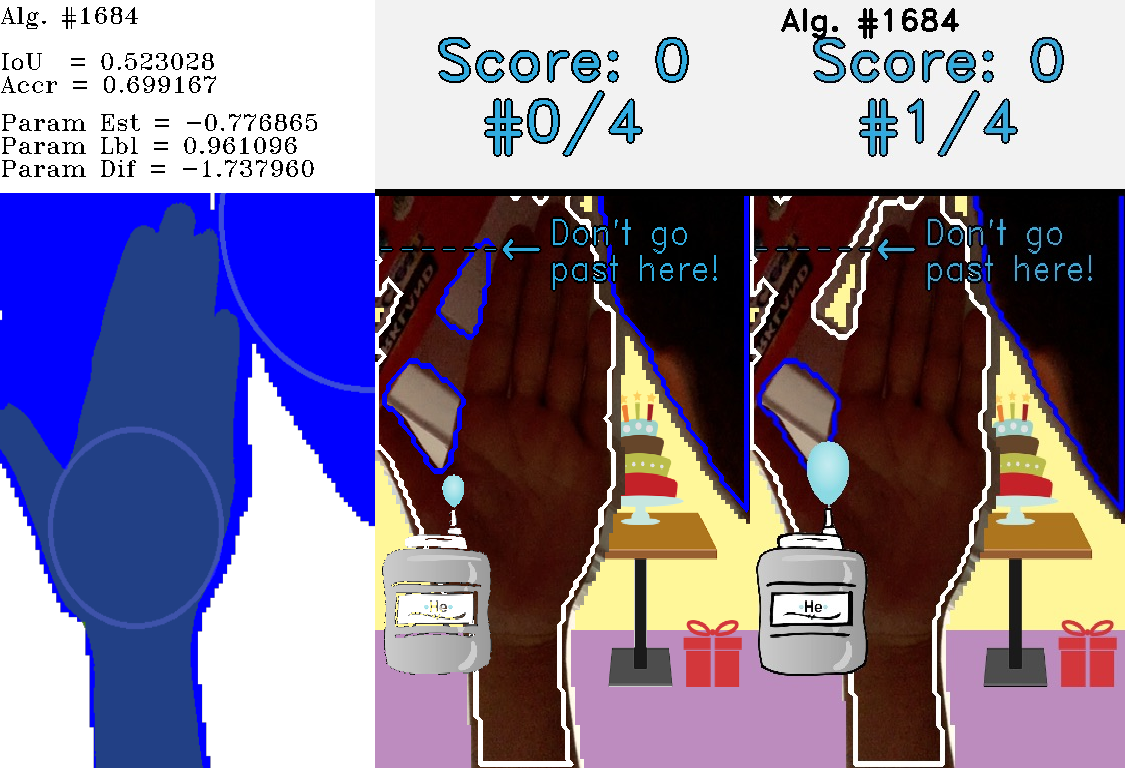 Alg. #1684
IoU = 0.523028
Accr = 0.699167
Param Est = −0.776865
Param Lbl = 0.961096
Param Dif = −1.737960
Score: 0
#0/4
Don't go
past here!
He
Alg. #1684
Score: 0
#1/4
Don't go
past here!
He